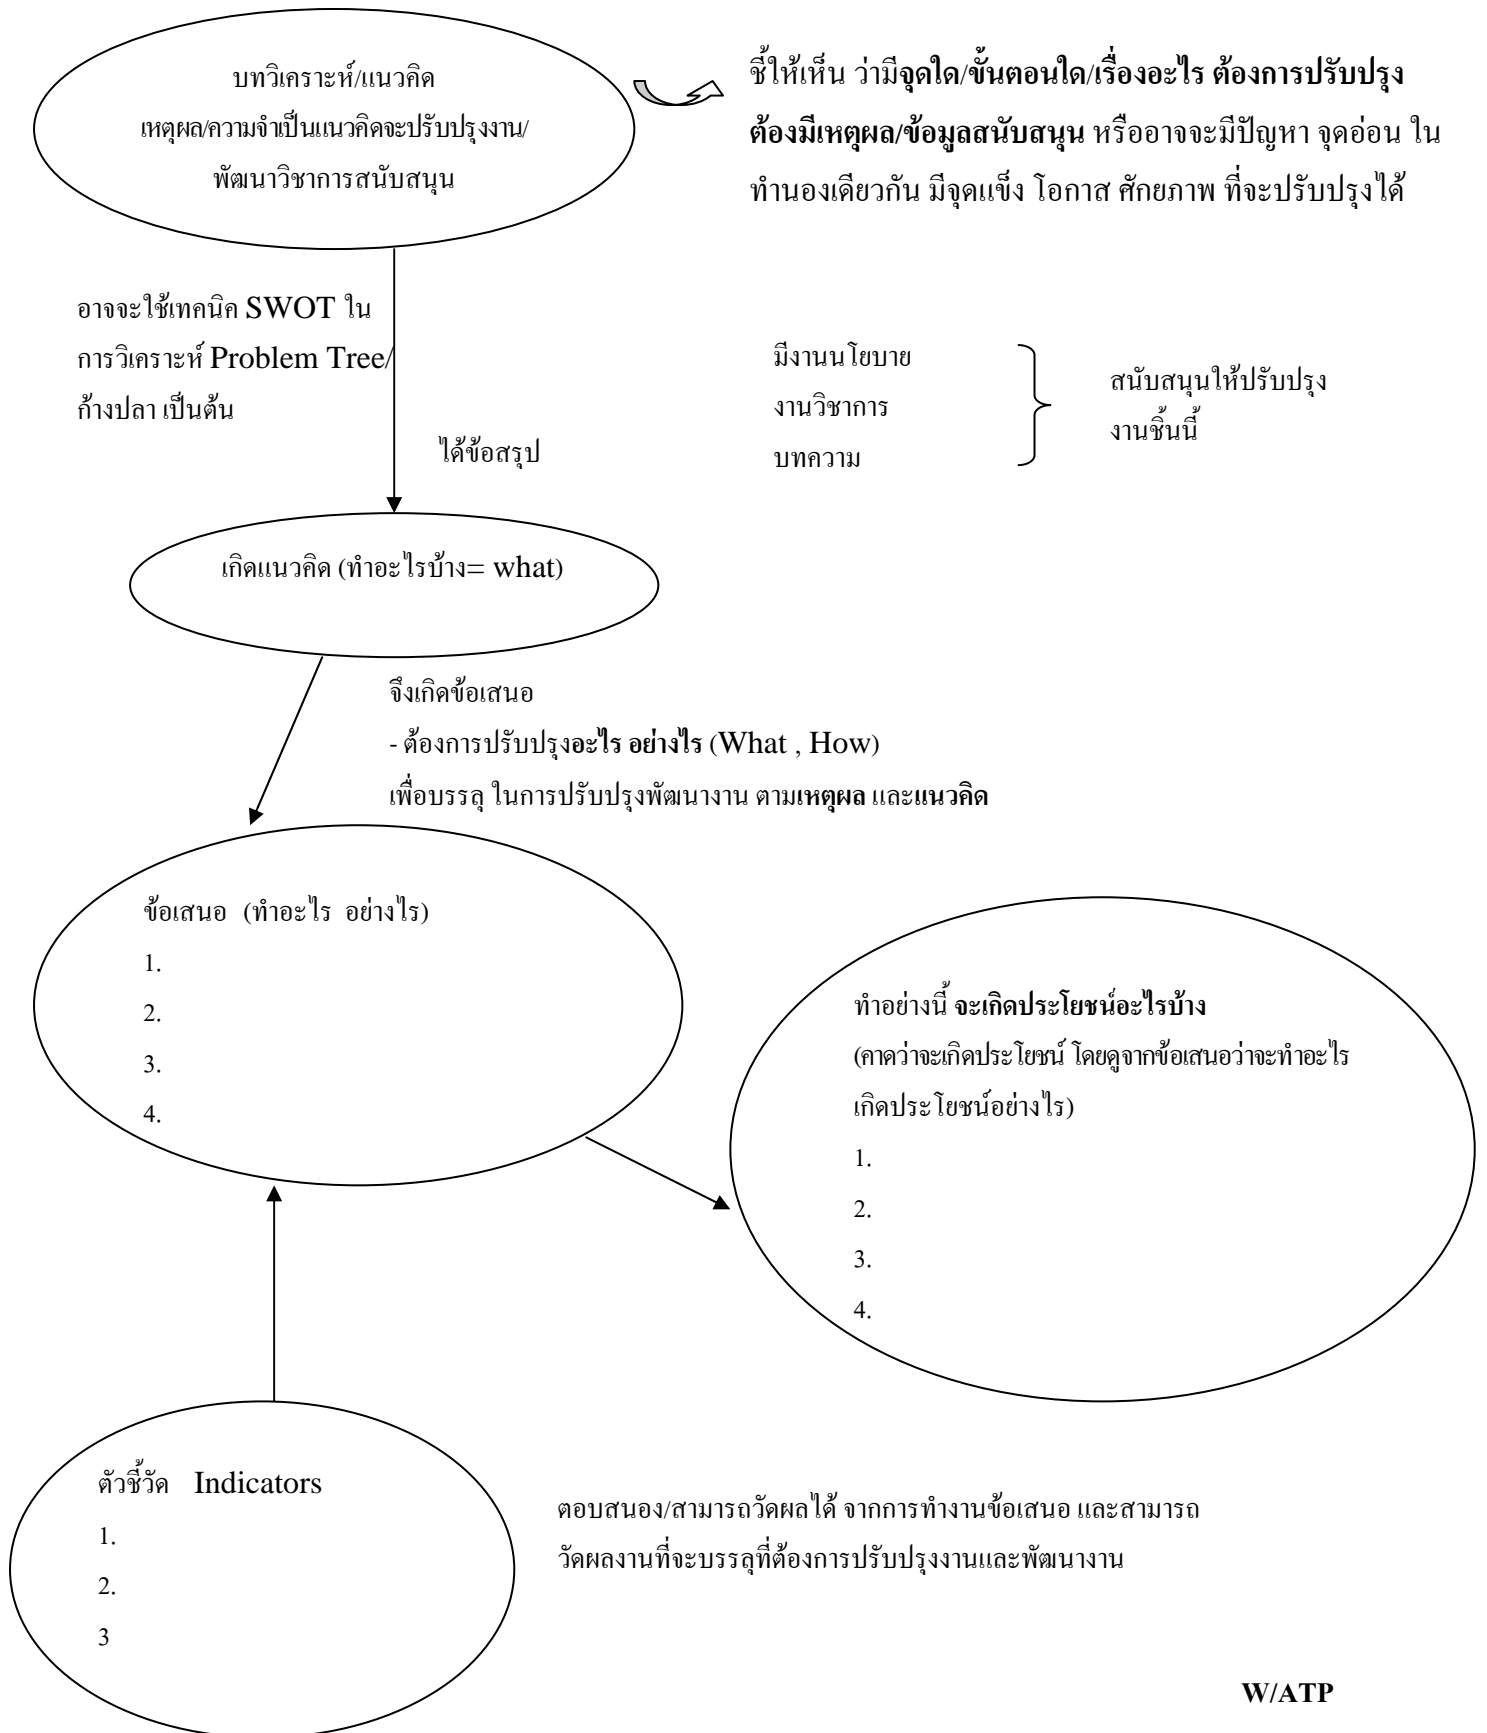 บทวิเคราะห์/แนวคิด
เหตุผล/ความจำเป็นแนวคิดจะปรับปรุงงาน/
พัฒนาวิชาการสนับสนุน
ชี้ให้เห็น ว่ามีจุดใด/ขั้นตอนใด/เรื่องอะไร ต้องการปรับปรุง
ต้องมีเหตุผล/ข้อมูลสนับสนุน หรืออาจจะมีปัญหา จุดอ่อน ใน
ทำนองเดียวกัน มีจุดแข็ง โอกาส ศักยภาพ ที่จะปรับปรุงได้
อาจจะใช้เทคนิค SWOT ใน
การวิเคราะห์ Problem Tree/
ก้างปลา เป็นต้น
มีงานนโยบาย
งานวิชาการ
บทความ
สนับสนุนให้ปรับปรุง
งานชิ้นนี้
ได้ข้อสรุป
เกิดแนวคิด (ทำอะไรบ้าง= what)
จึงเกิดข้อเสนอ
- ต้องการปรับปรุงอะไร อย่างไร (What , How)
เพื่อบรรลุ ในการปรับปรุงพัฒนางาน ตามเหตุผล และแนวคิด
ข้อเสนอ (ทำอะไร อย่างไร)
1.
2.
3.
4.
ทำอย่างนี้ จะเกิดประโยชน์อะไรบ้าง
(คาดว่าจะเกิดประโยชน์ โดยดูจากข้อเสนอว่าจะทำอะไร
เกิดประโยชน์อย่างไร)
1.
2.
3.
4.
ตัวชี้วัด Indicators
1.
2.
3
ตอบสนอง/สามารถวัดผลได้ จากการทำงานข้อเสนอ และสามารถ
วัดผลงานที่จะบรรลุที่ต้องการปรับปรุงงานและพัฒนางาน
W/ATP